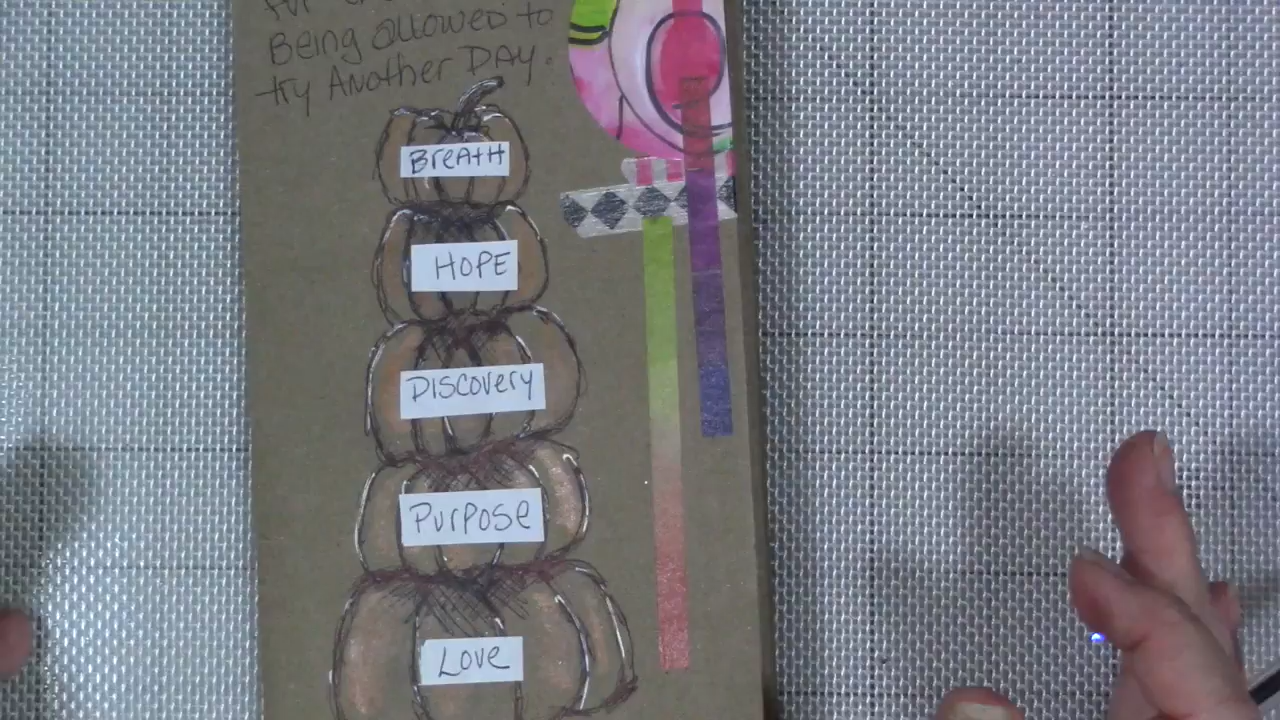 Being allowed to
try Another DAY.
BreATH
HOPE
DIScovery
Purpose
Love